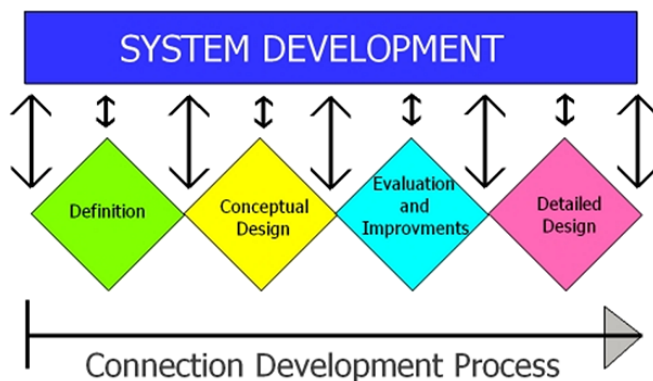 SYSTEM DEVELOPMENT
Definition
Conceptual
Design
Evaluation
and
Improvments
Detailed
Design
Connection Development Process